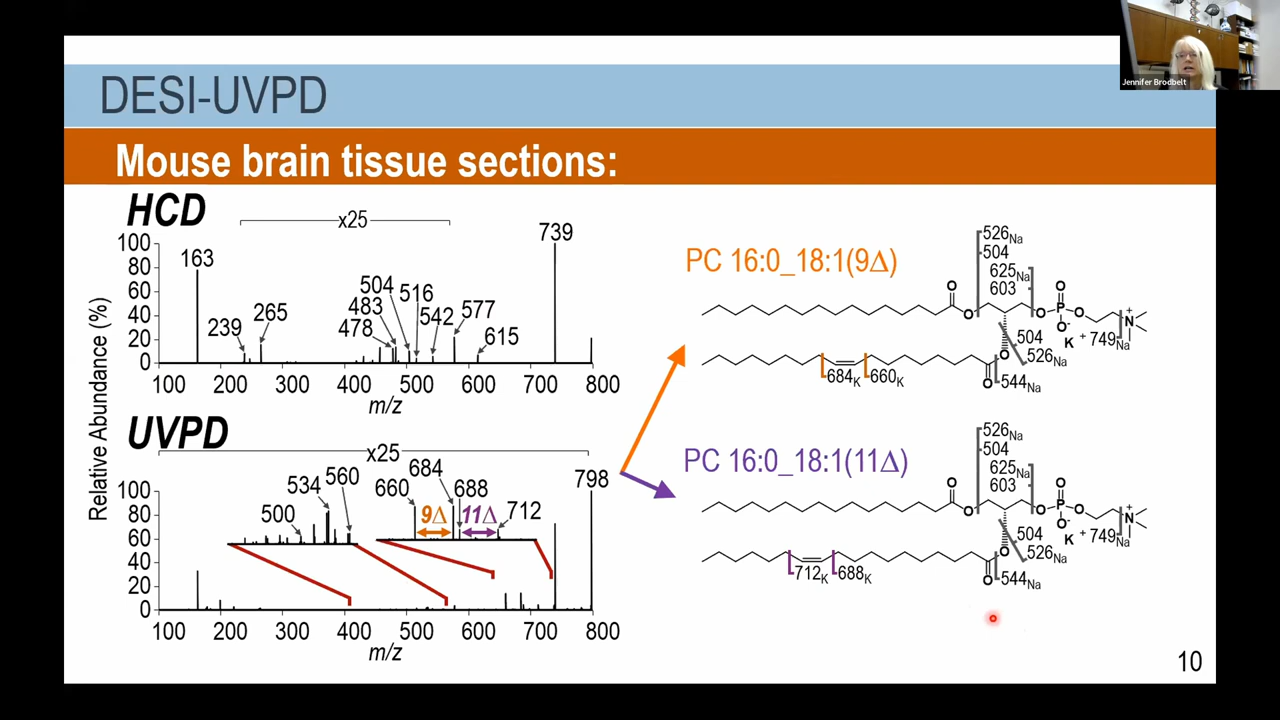 Jennifer Brodbelt
DESI-UVPD
Mouse brain tissue sections:
HCD
x25
Relative Abundance (%)
100
80
60
40
20
0
163
239
265
478
483
504
516
542
577
615
739
100 200 300 400 500 600 700 800
m/z
UVPD
x25
100
80
60
40
20
0
500
534
560
660
684
688
712
798
9Δ
11Δ
100 200 300 400 500 600 700 800
m/z
PC 16:0_18:1(9Δ)
526Na
504
625Na
603
O
O
O
P
O
O-
N+
K + 749Na
504
526Na
O
O
544Na
684K
660K
PC 16:0_18:1(11Δ)
526Na
504
625Na
603
O
O
O
P
O
O-
N+
K + 749Na
504
526Na
O
O
544Na
712K
688K
10